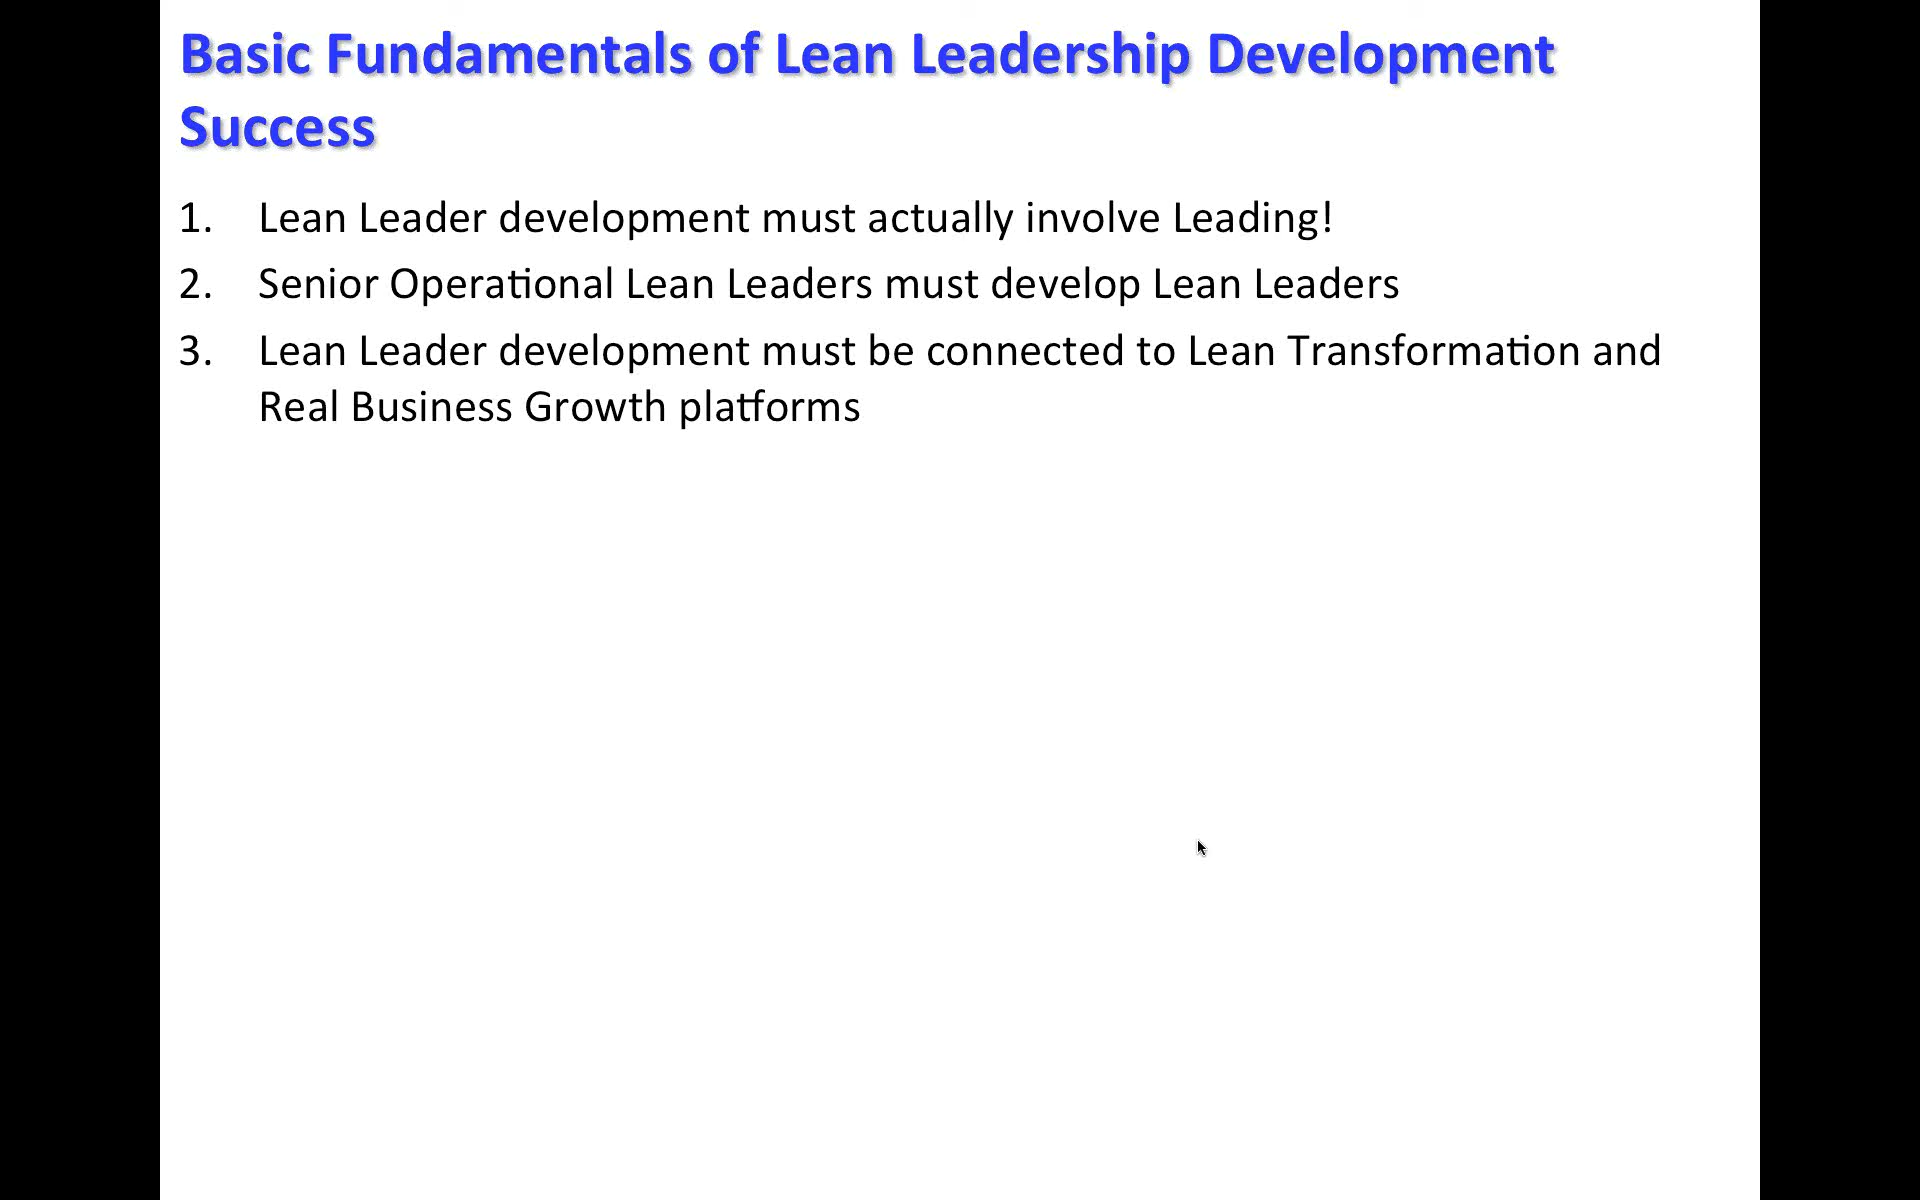 Basic Fundamentals of Lean Leadership Development
Success
1. Lean Leader development must actually involve Leading!
2. Senior Operational Lean Leaders must develop Lean Leaders
3. Lean Leader development must be connected to Lean Transformation and
Real Business Growth platforms